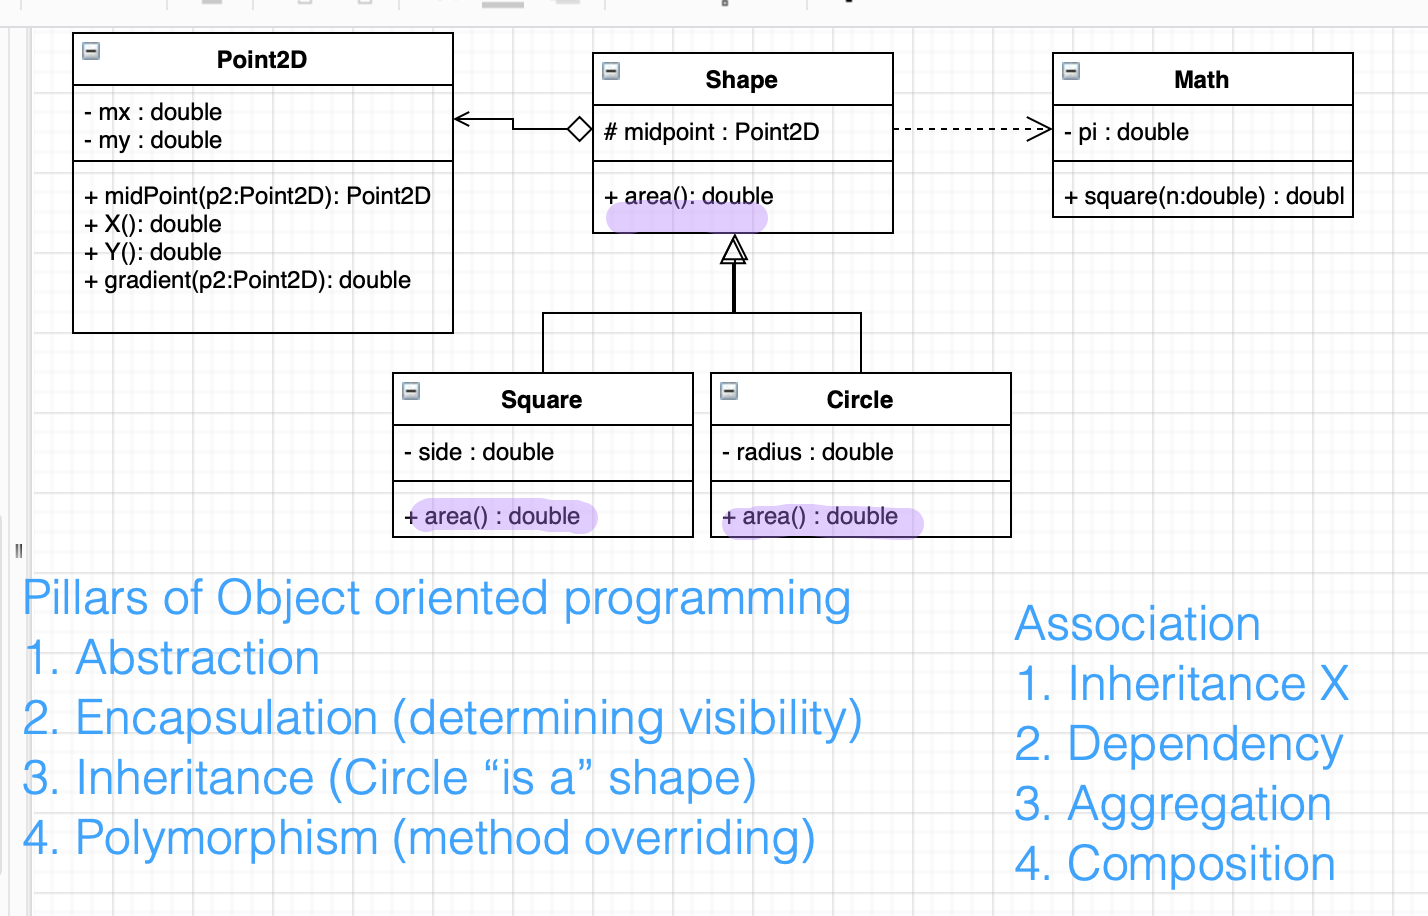 Point2D
- mx : double
- my : double
+ midPoint(p2:Point2D): Point2D
+ X(): double
+ Y(): double
+ gradient(p2:Point2D): double
Shape
# midpoint : Point2D
+ area(): double
Math
- pi : double
+ square(n:double) : doubl
Square
- side : double
+ area() : double
Circle
- radius : double
+ area() : double
Pillars of Object oriented programming
1. Abstraction
2. Encapsulation (determining visibility)
3. Inheritance (Circle “is a” shape)
4. Polymorphism (method overriding)
Association
1. Inheritance X
2. Dependency
3. Aggregation
4. Composition